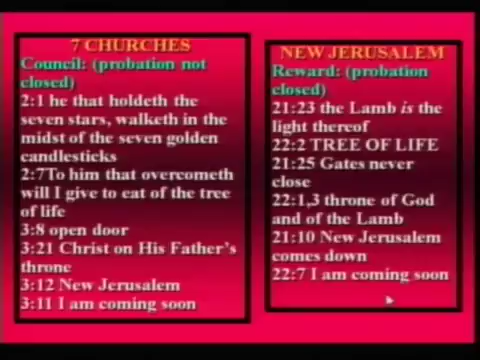 7 CHURCHES
Council: (probation not
closed)
2:1 he that holdeth the
seven stars, walketh in the
midst of the seven golden
candlesticks
2:7To him that overcometh
will I give to eat of the tree
of life
3:8 open door
3:21 Christ on His Father's
throne
3:12 New Jerusalem
3:11 I am coming soon
NEW JERUSALEM
Reward: (probation
closed)
21:23 the Lamb is the
light thereof
22:2 TREE OF LIFE
21:25 Gates never
close
22:1,3 throne of God
and of the Lamb
21:10 New Jerusalem
comes down
22:7 I am coming soon